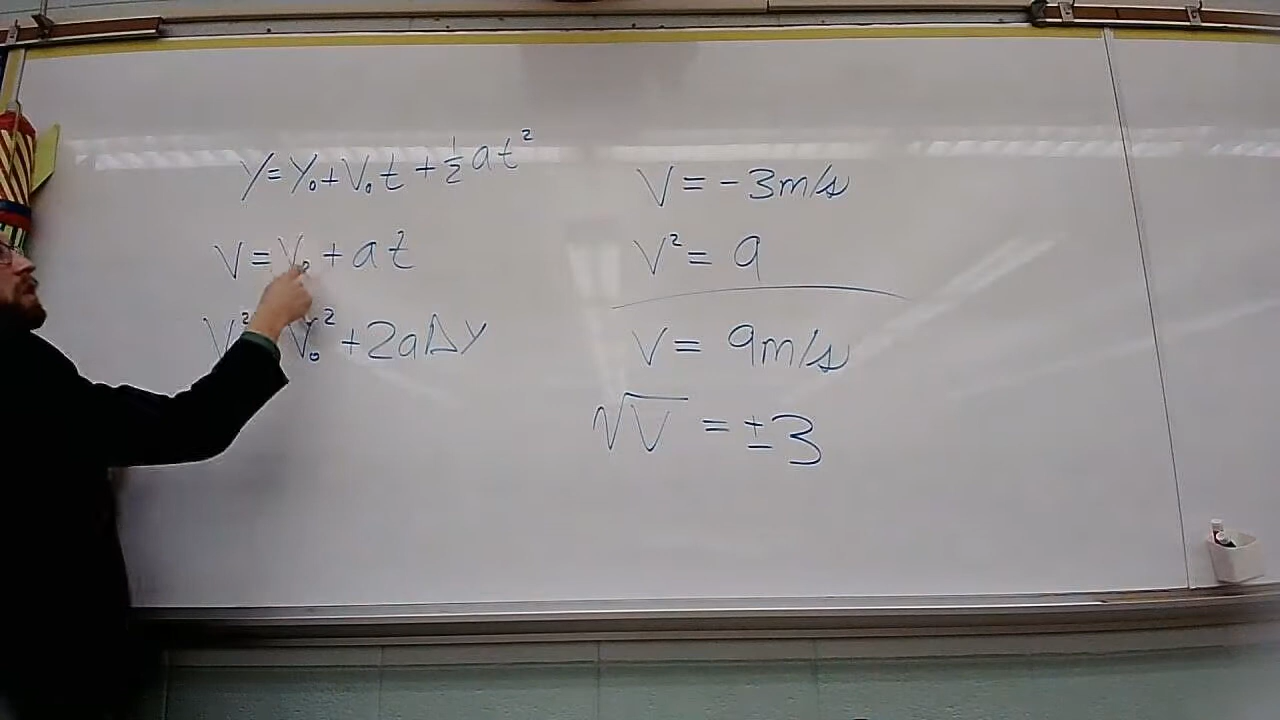 y=y₀+V₀t+½at²
V=V₀+at
V² V₀²+2aΔy
V=-3m/s
V²=9
V=9m/s
√V=±3